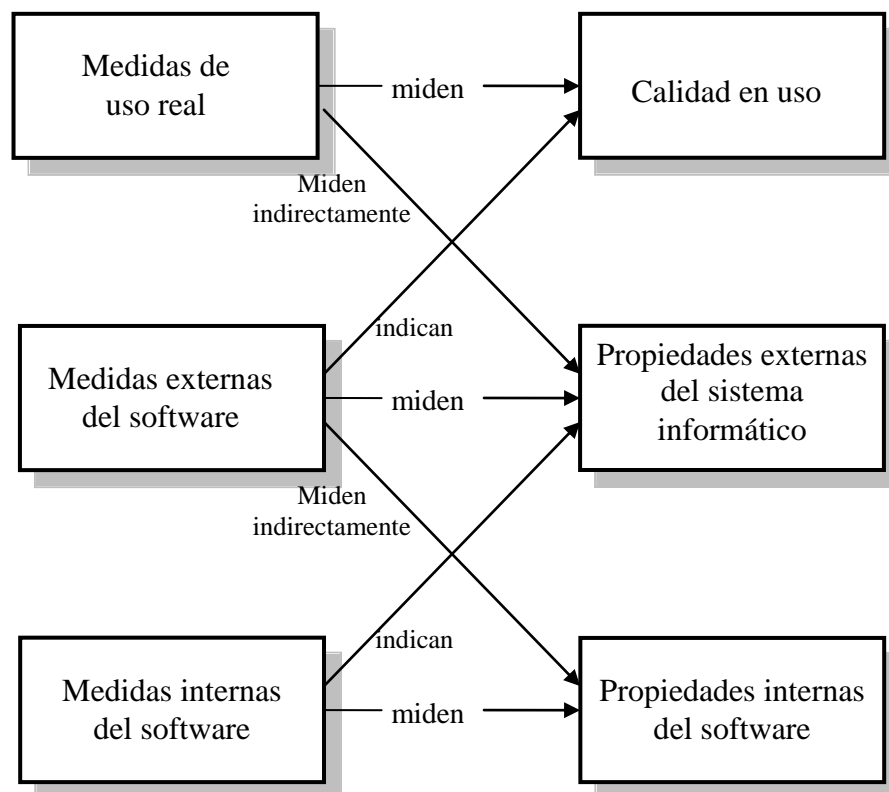 Medidas de
uso real
miden
Calidad en uso
Miden
indirectamente
indican
Medidas externas
del software
miden
Propiedades externas
del sistema
informático
Miden
indirectamente
indican
Medidas internas
del software
miden
Propiedades internas
del software